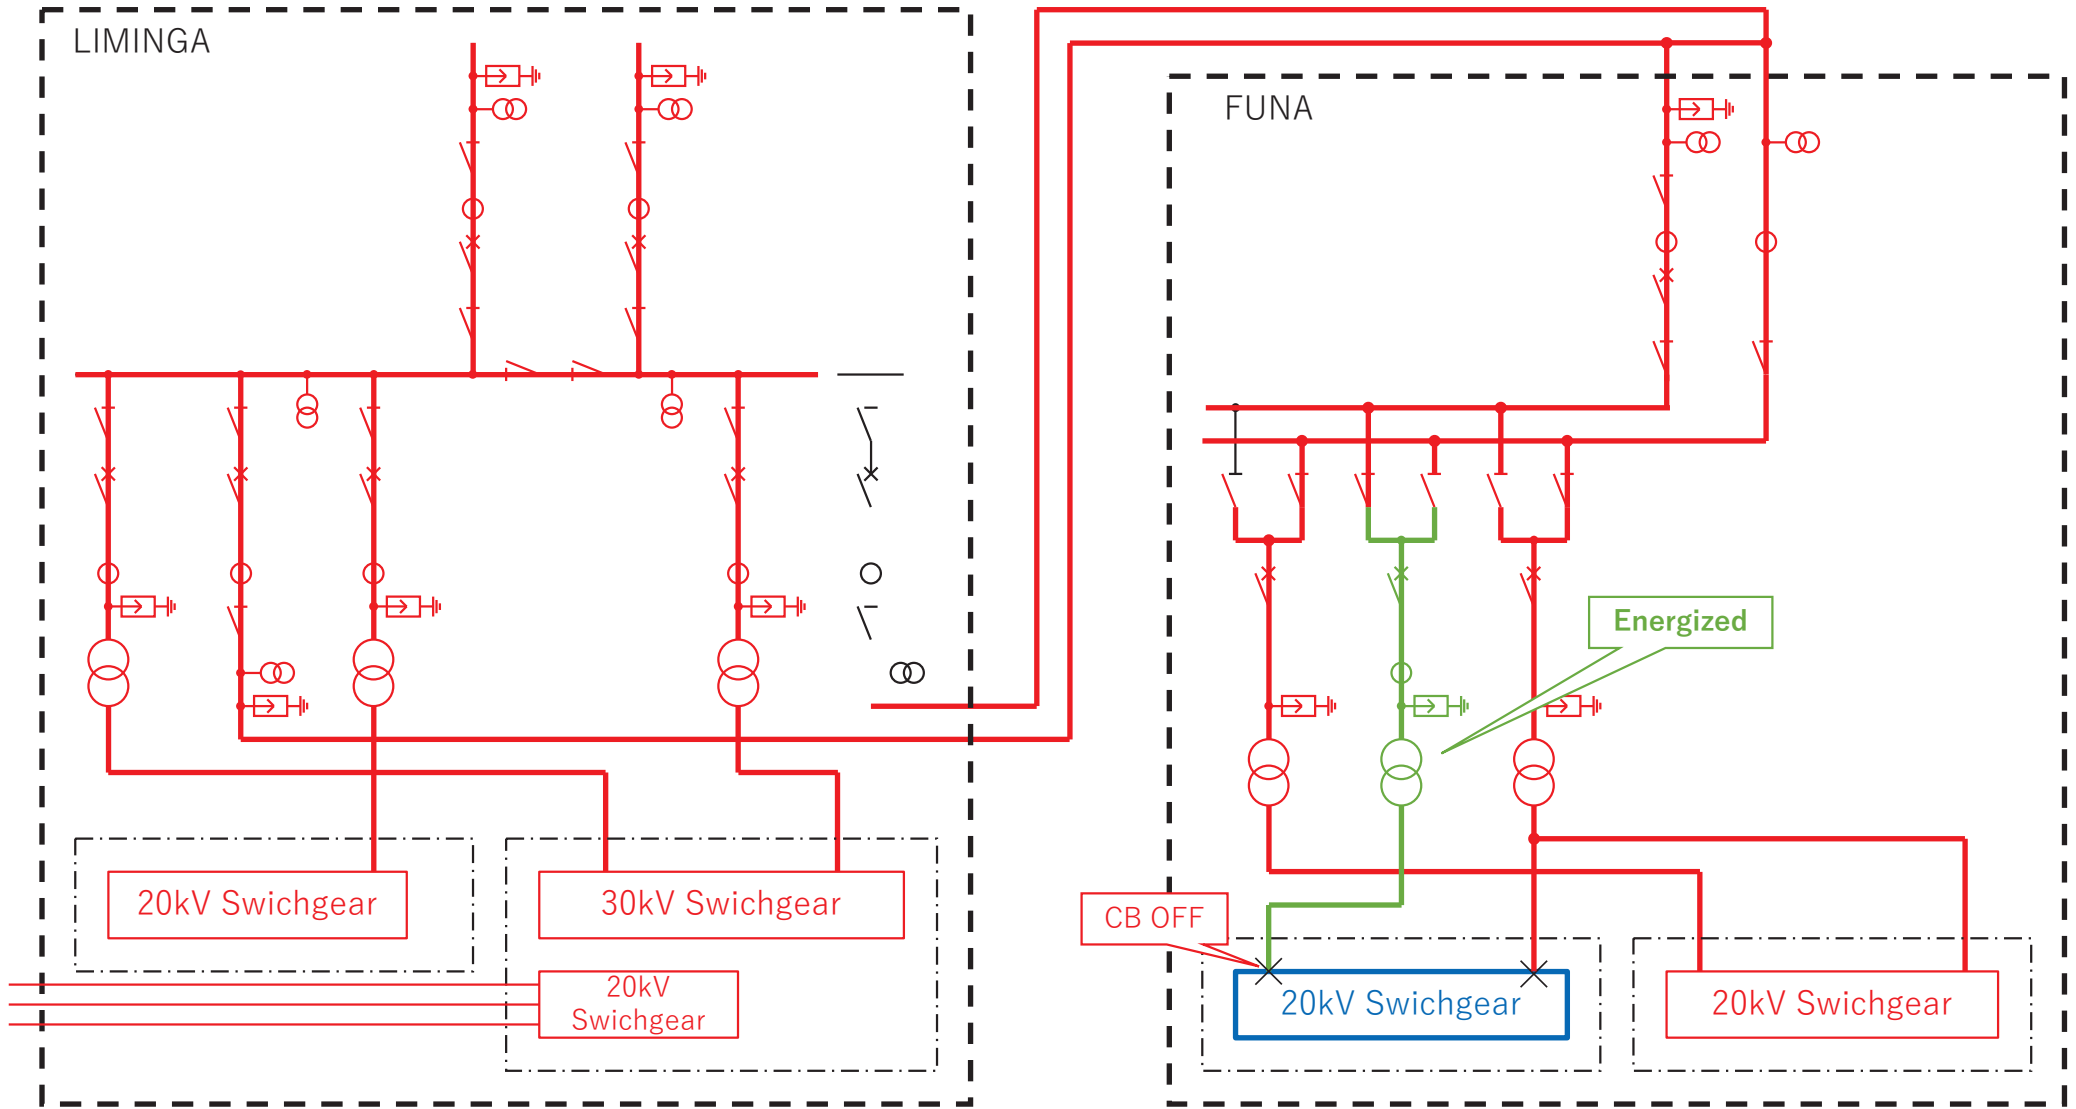 LIMINGA
FUNA
Energized
20kV Swichgear
30kV Swichgear
CB OFF
20kV
Swichgear
20kV Swichgear
20kV Swichgear